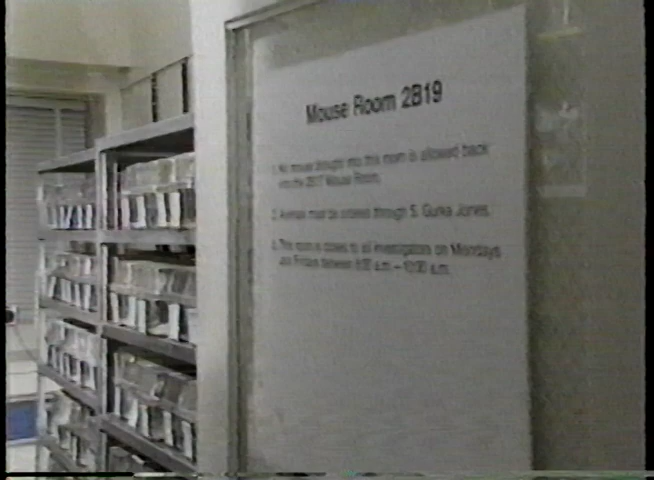 Mouse Room 2B19
1. No mouse brought into this room is allowed back
into the Mouse Room.
2. Animals must be ordered through S. Gurka Jones.
3. This room is closed to all investigators on Mondays
and Fridays between 8:00 a.m. – 10:00 a.m.